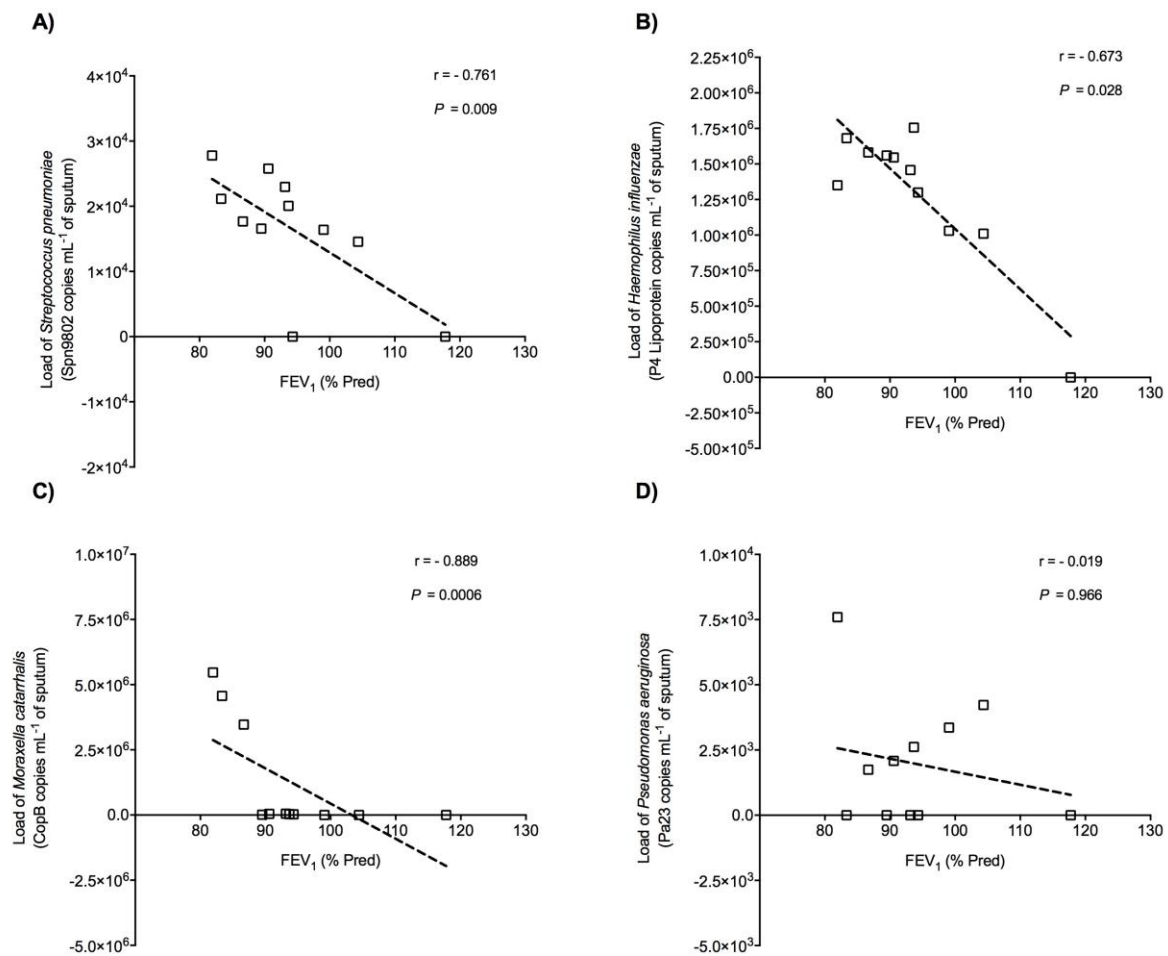 A)
r = - 0.761
P = 0.009
Load of Streptococcus pneumoniae
(Spn9802 copies mL⁻¹ of sputum)
4×10⁴
3×10⁴
2×10⁴
1×10⁴
0
-1×10⁴
-2×10⁴
80 90 100 110 120 130
FEV₁ (% Pred)
B)
r = - 0.673
P = 0.028
Load of Haemophilus influenzae
(P4 Lipoprotein copies mL⁻¹ of sputum)
2.25×10⁶
2.00×10⁶
1.75×10⁶
1.50×10⁶
1.25×10⁶
1.00×10⁶
7.50×10⁵
5.00×10⁵
2.50×10⁵
0.00
-2.50×10⁵
-5.00×10⁵
80 90 100 110 120 130
FEV₁ (% Pred)
C)
r = - 0.889
P = 0.0006
Load of Moraxella catarrhalis
(CopB copies mL⁻¹ of sputum)
1.0×10⁷
7.5×10⁶
5.0×10⁶
2.5×10⁶
0.0
-2.5×10⁶
-5.0×10⁶
80 90 100 110 120 130
FEV₁ (% Pred)
D)
r = - 0.019
P = 0.966
Load of Pseudomonas aeruginosa
(Pa23 copies mL⁻¹ of sputum)
1.0×10⁴
7.5×10³
5.0×10³
2.5×10³
0.0
-2.5×10³
-5.0×10³
80 90 100 110 120 130
FEV₁ (% Pred)